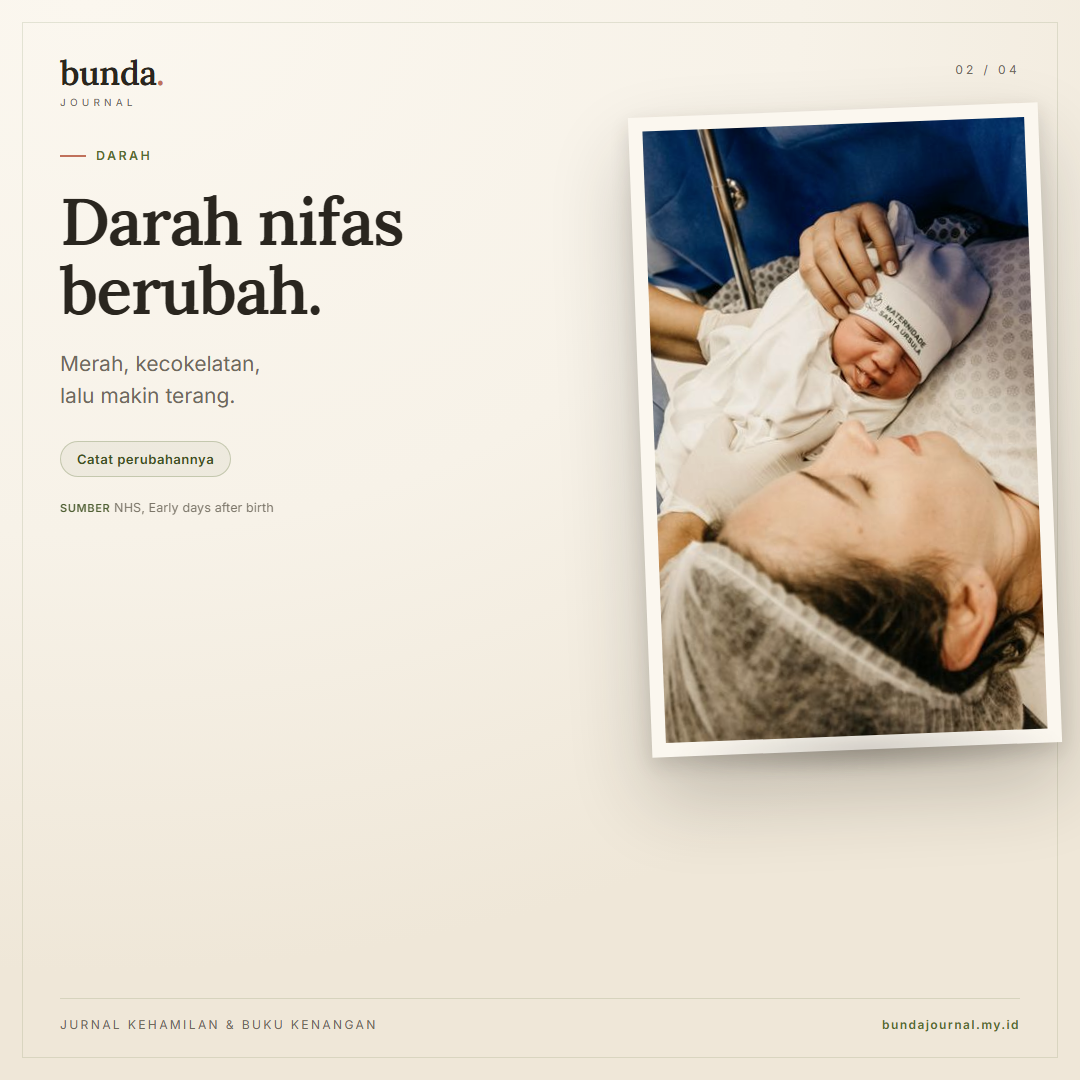 bunda.
JOURNAL
02 / 04
DARAH
Darah nifas
berubah.
Merah, kecokelatan,
lalu makin terang.
Catat perubahannya
SUMBER NHS, Early days after birth
MATERNIDADE
SANTA URSULA
JURNAL KEHAMILAN & BUKU KENANGAN
bundajournal.my.id